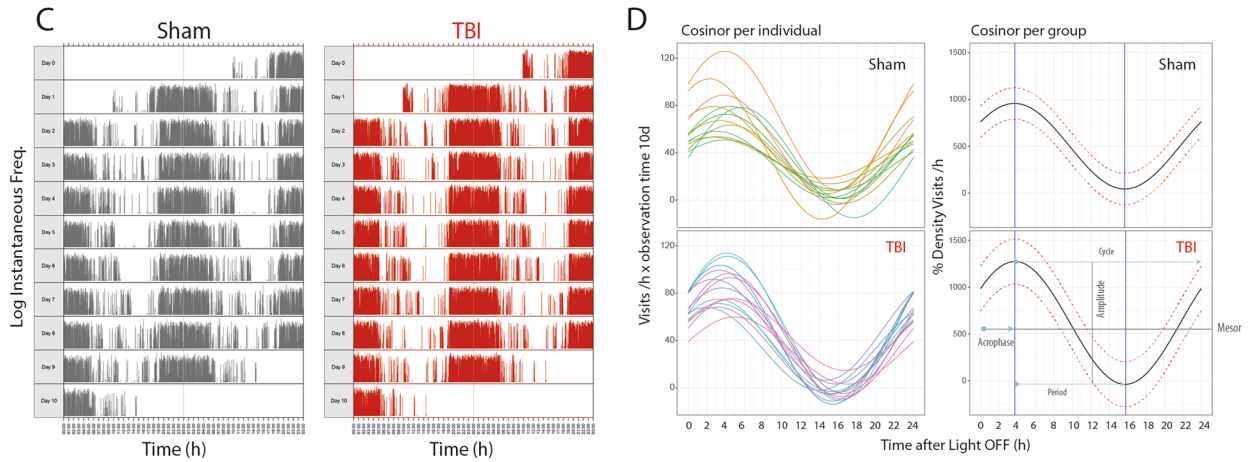 C
Sham
TBI
Log Instantaneous Freq.
Day 0
Day 1
Day 2
Day 3
Day 4
Day 5
Day 6
Day 7
Day 8
Day 9
Day 10
Day 0
Day 1
Day 2
Day 3
Day 4
Day 5
Day 6
Day 7
Day 8
Day 9
Day 10
Time (h)
Time (h)
D
Cosinor per individual
Cosinor per group
Visits /h x observation time 10d
120
80
40
0
Sham
120
80
40
0
TBI
0 2 4 6 8 10 12 14 16 18 20 22 24
% Density Visits /h
1500
1000
500
0
Sham
1500
1000
500
0
TBI
Cycle
Amplitude
Mesor
Acrophase
Period
0 2 4 6 8 10 12 14 16 18 20 22 24
Time after Light OFF (h)